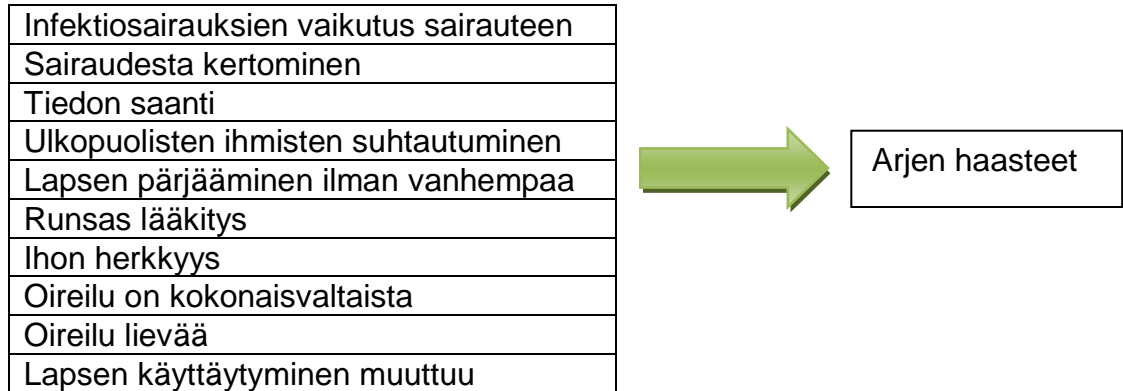 Infektiosairauksien vaikutus sairauteen
Sairaudesta kertominen
Tiedon saanti
Ulkopuolisten ihmisten suhtautuminen
Lapsen pärjääminen ilman vanhempaa
Runsas lääkitys
Ihon herkkyys
Oireilu on kokonaisvaltaista
Oireilu lievää
Lapsen käyttäytyminen muuttuu
Arjen haasteet